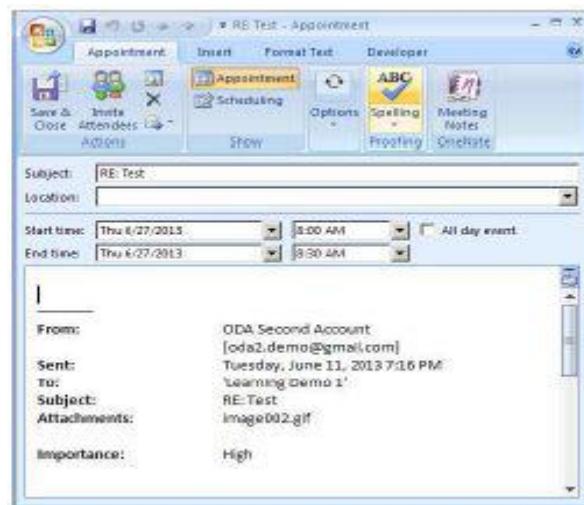 RE: Test - Appointment
Appointment Insert Format Text Developer
Save & Close
Invite Attendees
Actions
Appointment
Scheduling
Show
Options
ABC
Spelling
Proofing
Meeting Notes
OneNote
Subject: RE: Test
Location:
Start time: Thu 6/27/2013 8:00 AM All day event
End time: Thu 6/27/2013 8:30 AM
From: ODA Second Account
[oda2.demo@gmail.com]
Sent: Tuesday, June 11, 2013 7:16 PM
To: 'Learning Demo 1'
Subject: RE: Test
Attachments: image002.gif
Importance: High